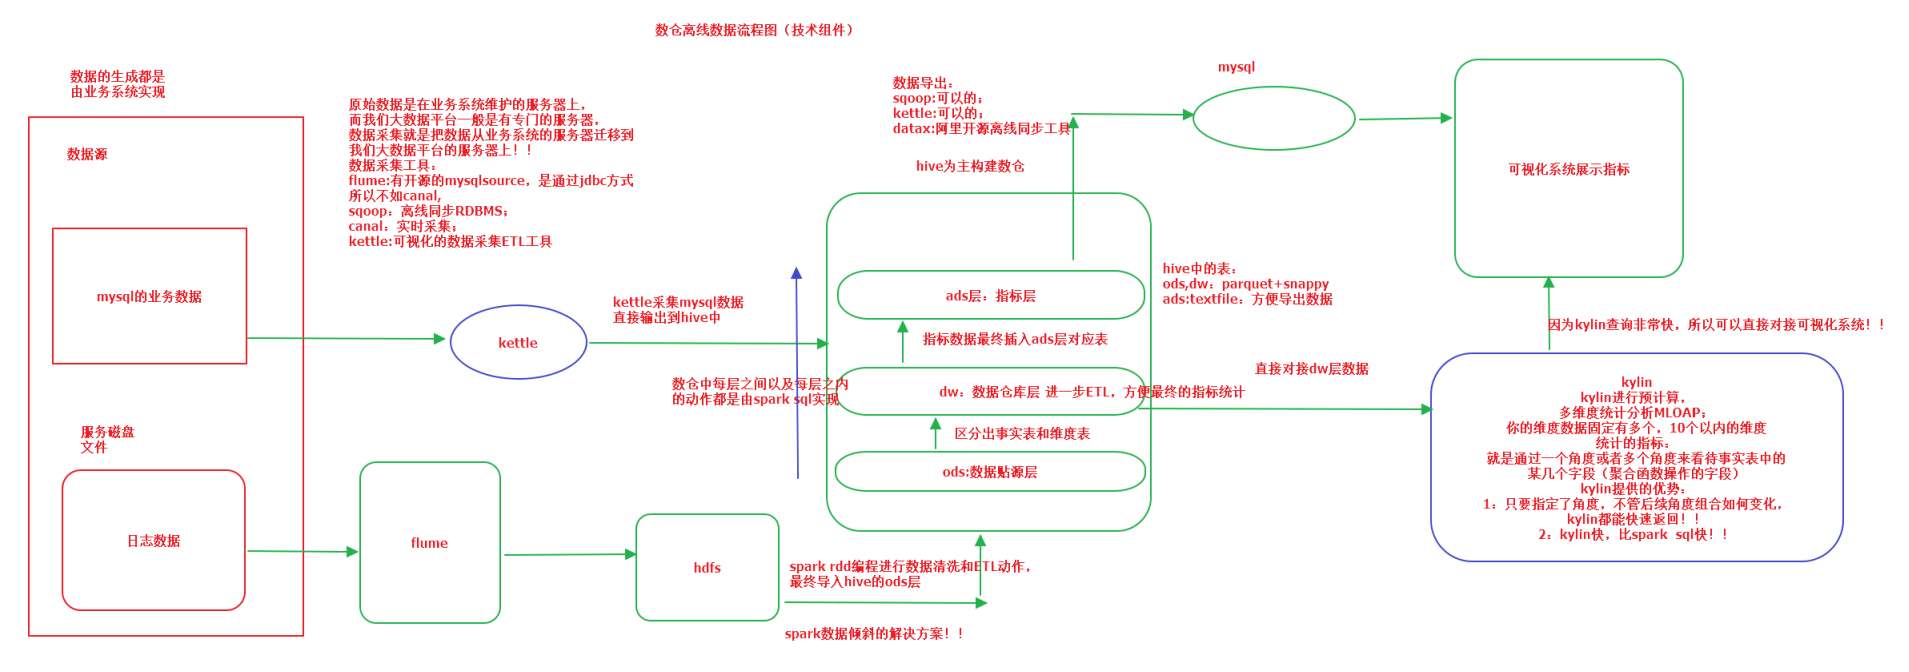 数仓离线数据流程图（技术组件）
数据的生成都是
由业务系统实现
数据源
mysql的业务数据
服务磁盘
文件
日志数据
原始数据是在业务系统维护的服务器上，
而我们大数据平台一般是有专门的服务器，
数据采集就是把数据从业务系统的服务器迁移到
我们大数据平台的服务器上！！
数据采集工具：
flume:有开源的mysqlsource，是通过jdbc方式
所以不如canal,
sqoop：离线同步RDBMS；
canal：实时采集；
kettle:可视化的数据采集ETL工具
kettle
kettle采集mysql数据
直接输出到hive中
flume
hdfs
spark rdd编程进行数据清洗和ETL动作，
最终导入hive的ods层
spark数据倾斜的解决方案！！
数仓中每层之间以及每层之内
的动作都是由spark sql实现
数据导出：
sqoop:可以的；
kettle:可以的；
datax:阿里开源离线同步工具
hive为主构建数仓
ads层：指标层
指标数据最终插入ads层对应表
dw：数据仓库层 进一步ETL，方便最终的指标统计
区分出事实表和维度表
ods:数据贴源层
hive中的表：
ods,dw：parquet+snappy
ads:textfile：方便导出数据
mysql
可视化系统展示指标
因为kylin查询非常快，所以可以直接对接可视化系统！！
直接对接dw层数据
kylin
kylin进行预计算，
多维度统计分析MLOAP；
你的维度数据固定有多个，10个以内的维度
统计的指标：
就是通过一个角度或者多个角度来看待事实表中的
某几个字段（聚合函数操作的字段）
kylin提供的优势：
1：只要指定了角度，不管后续角度组合如何变化，
kylin都能快速返回！！
2：kylin快，比spark sql快！！